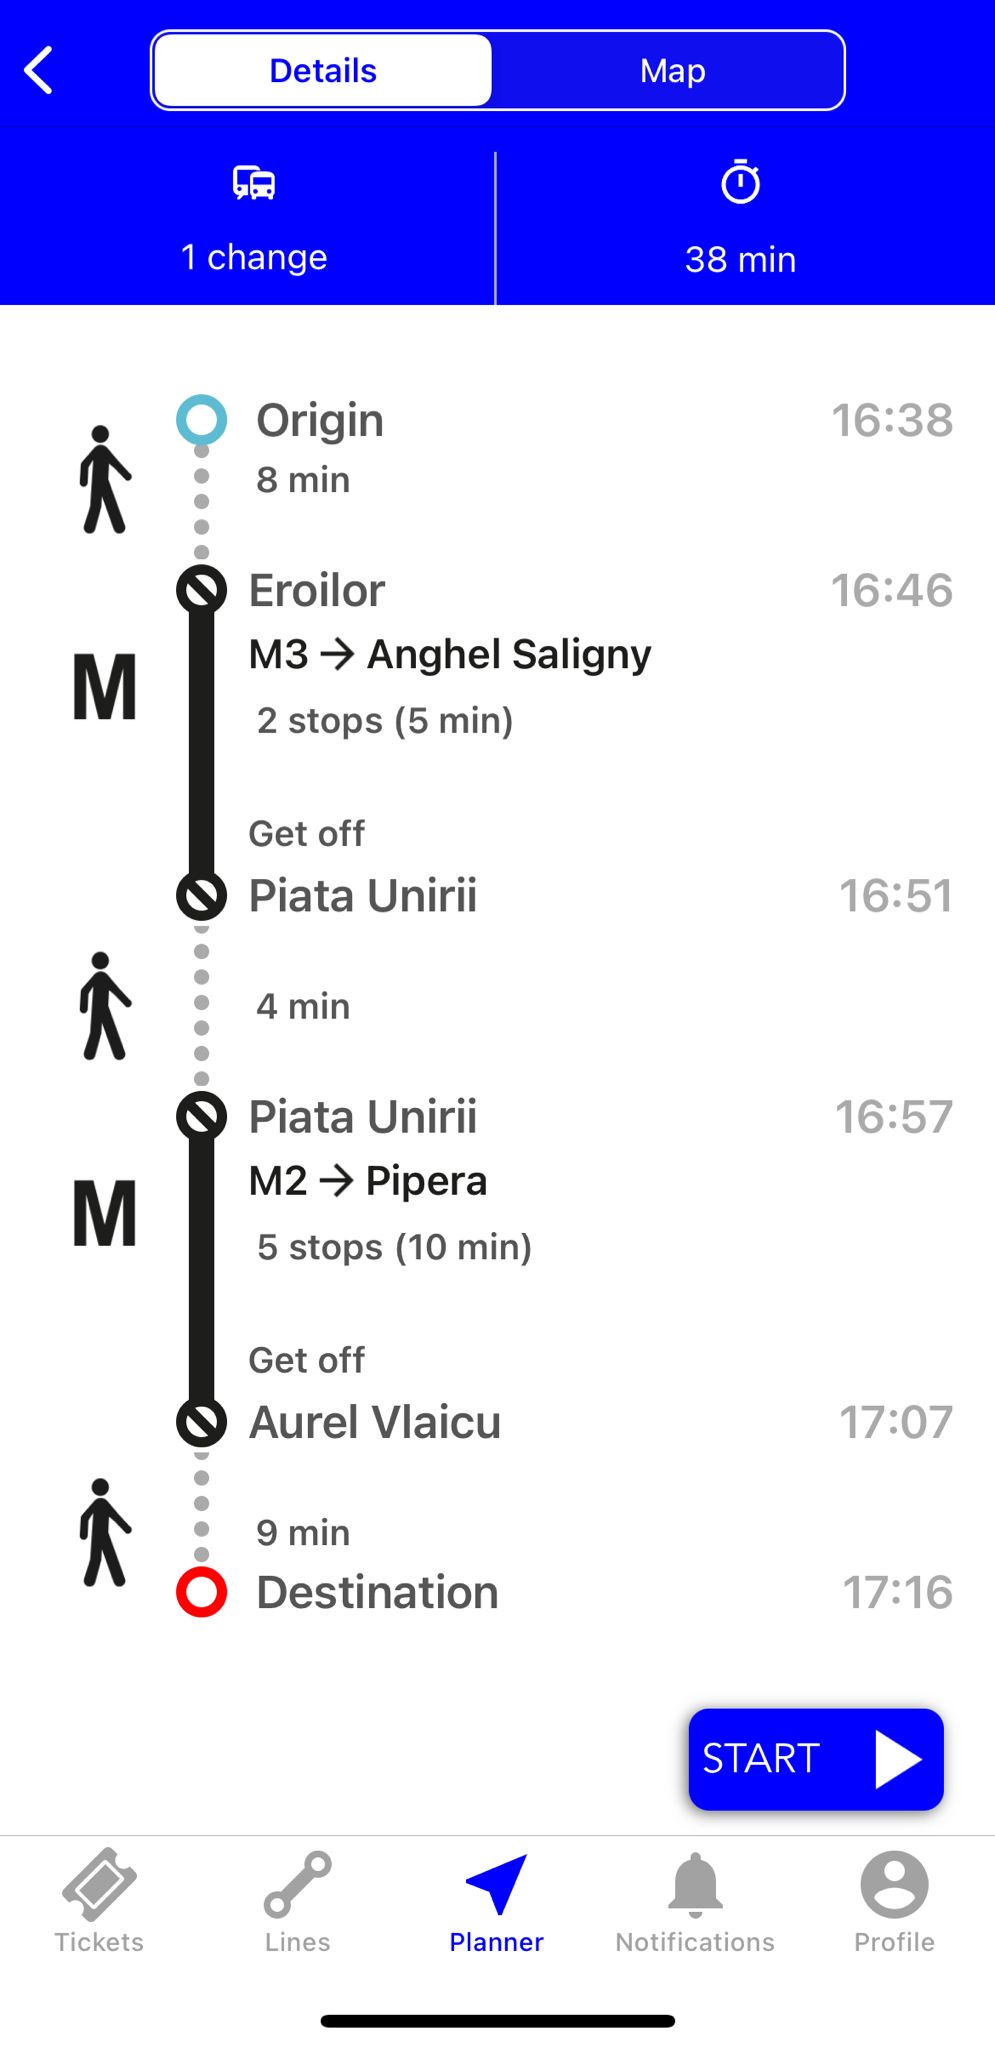 Details
Map
1 change
38 min
Origin
16:38
8 min
Eroilor
16:46
M
M3 → Anghel Saligny
2 stops (5 min)
Get off
Piata Unirii
16:51
4 min
Piata Unirii
16:57
M
M2 → Pipera
5 stops (10 min)
Get off
Aurel Vlaicu
17:07
9 min
Destination
17:16
START
Tickets
Lines
Planner
Notifications
Profile